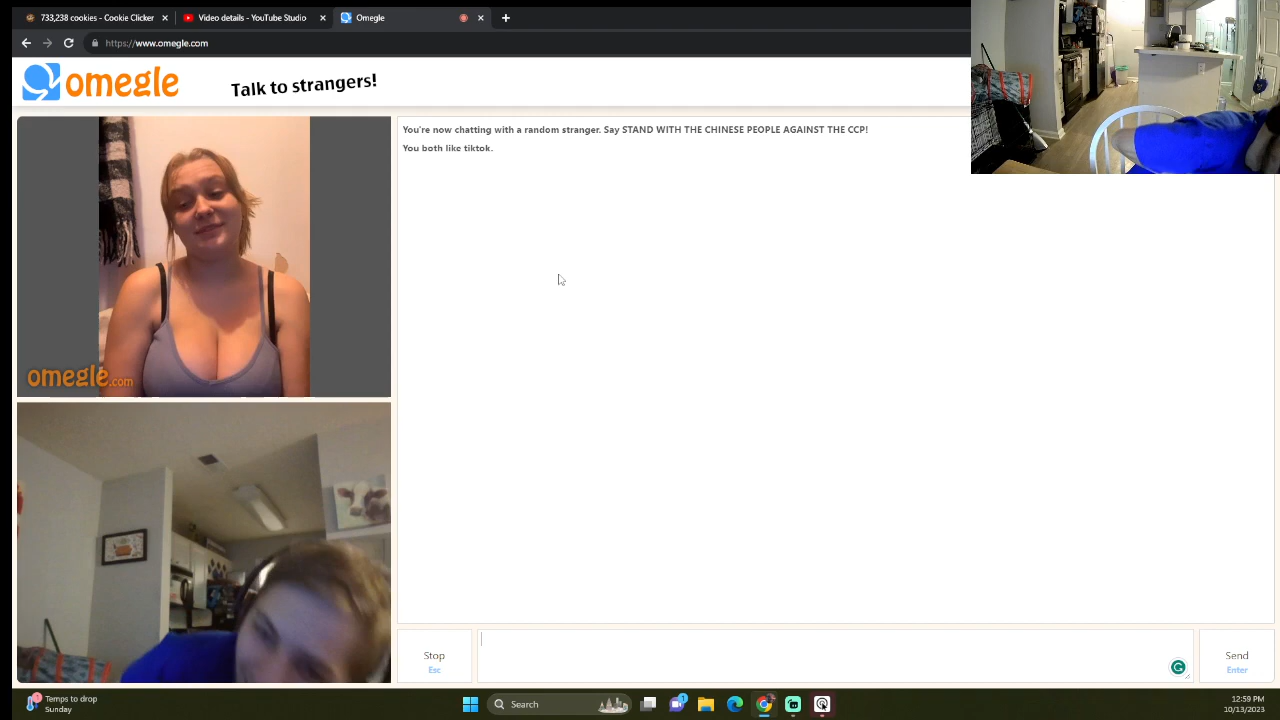 733,238 cookies - Cookie Clicker
Video details - YouTube Studio
Omegle
https://www.omegle.com
omegle
Talk to strangers!
You're now chatting with a random stranger. Say STAND WITH THE CHINESE PEOPLE AGAINST THE CCP!
You both like tiktok.
omegle.com
Stop
Esc
Send
Enter
1
Temps to drop
Sunday
Search
12:59 PM
10/13/2023